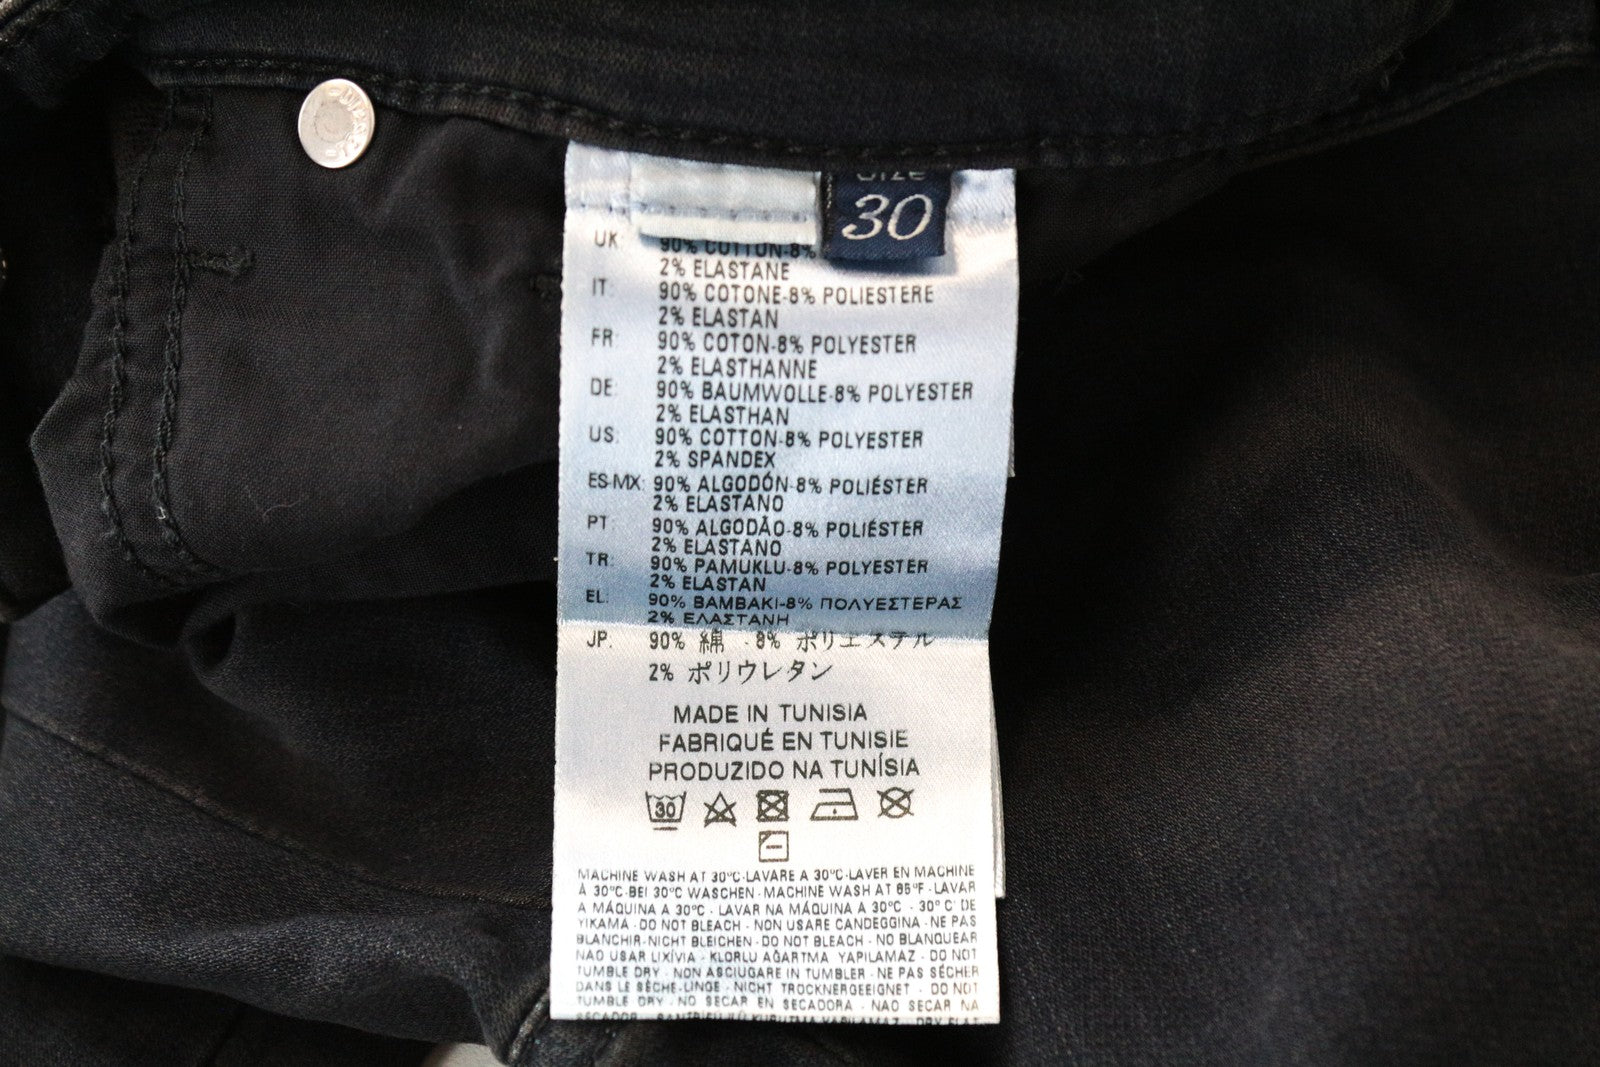 Size
30
UK: 90% COTTON-8%
2% ELASTANE
IT: 90% COTONE-8% POLIESTERE
2% ELASTAN
FR: 90% COTON-8% POLYESTER
2% ELASTHANNE
DE: 90% BAUMWOLLE-8% POLYESTER
2% ELASTHAN
US: 90% COTTON-8% POLYESTER
2% SPANDEX
ES-MX: 90% ALGODÓN-8% POLIÉSTER
2% ELASTANO
PT: 90% ALGODÃO-8% POLIÉSTER
2% ELASTANO
TR: 90% PAMUKLU-8% POLYESTER
2% ELASTAN
EL: 90% ΒΑΜΒΑΚΙ-8% ΠΟΛΥΕΣΤΕΡΑΣ
2% ΕΛΑΣΤΑΝΗ
JP: 90% 綿 - 8% ポリエステル
2% ポリウレタン
MADE IN TUNISIA
FABRIQUÉ EN TUNISIE
PRODUZIDO NA TUNÍSIA
30
MACHINE WASH AT 30°C-LAVARE A 30°C-LAVER EN MACHINE
À 30°C-BEI 30°C WASCHEN-MACHINE WASH AT 85°F-LAVAR
A MÁQUINA A 30°C - LAVAR NA MÁQUINA A 30°C - 30°C' DE
YIKAMA - DO NOT BLEACH - NON USARE CANDEGGINA - NE PAS
BLANCHIR-NICHT BLEICHEN-DO NOT BLEACH - NO BLANQUEAR
NAO USAR LIXÍVIA - KLORLU AĞARTMA YAPILAMAZ - DO NOT
TUMBLE DRY - NON ASCIUGARE IN TUMBLER - NE PAS SÉCHER
DANS LE SÈCHE-LINGE - NICHT TROCKNERGEEIGNET - DO NOT
TUMBLE DRY - NO SECAR EN SECADORA - NAO SECAR NA
SECADOR - KURUTMA YAPILAMAZ - DRY FLAT